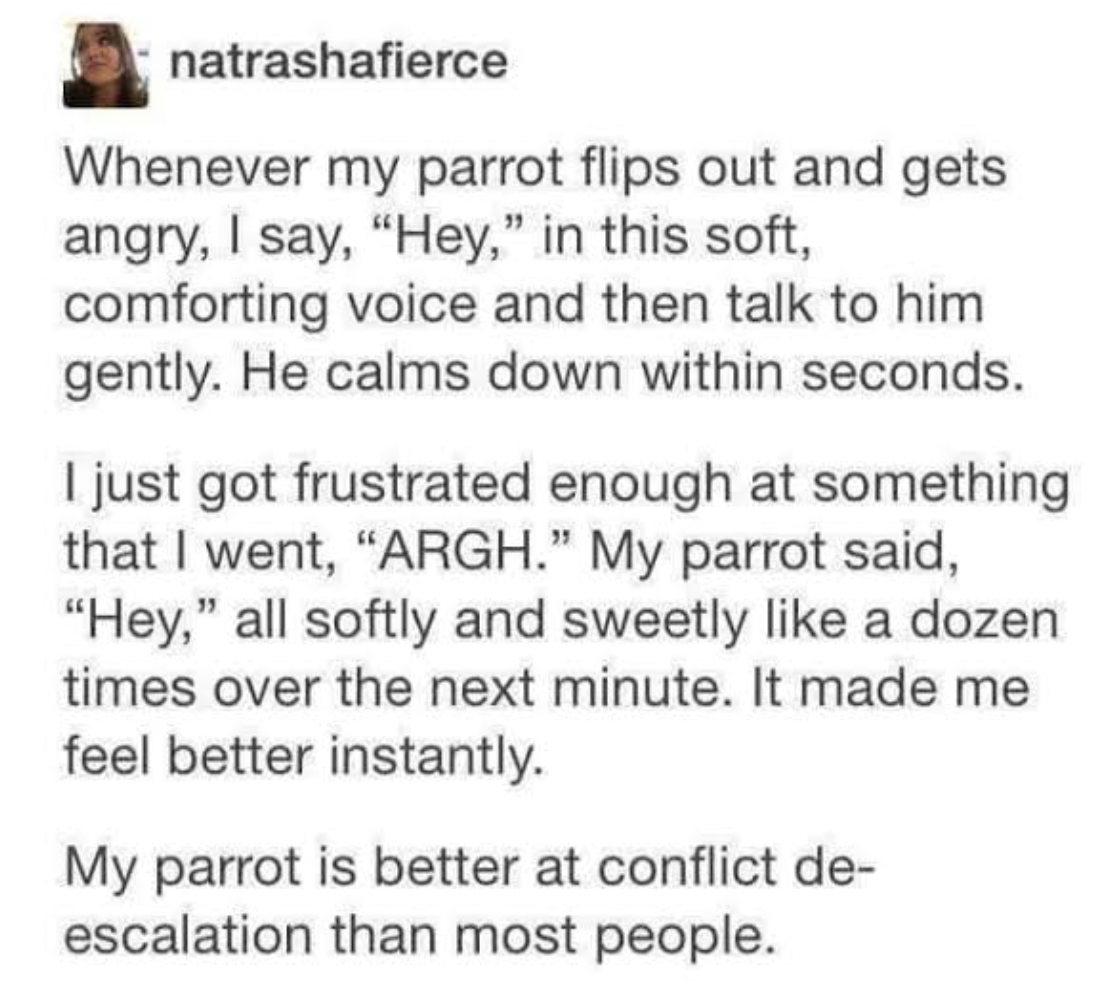 natrashafierce
Whenever my parrot flips out and gets
angry, I say, “Hey,” in this soft,
comforting voice and then talk to him
gently. He calms down within seconds.
I just got frustrated enough at something
that I went, “ARGH.” My parrot said,
“Hey,” all softly and sweetly like a dozen
times over the next minute. It made me
feel better instantly.
My parrot is better at conflict de-
escalation than most people.